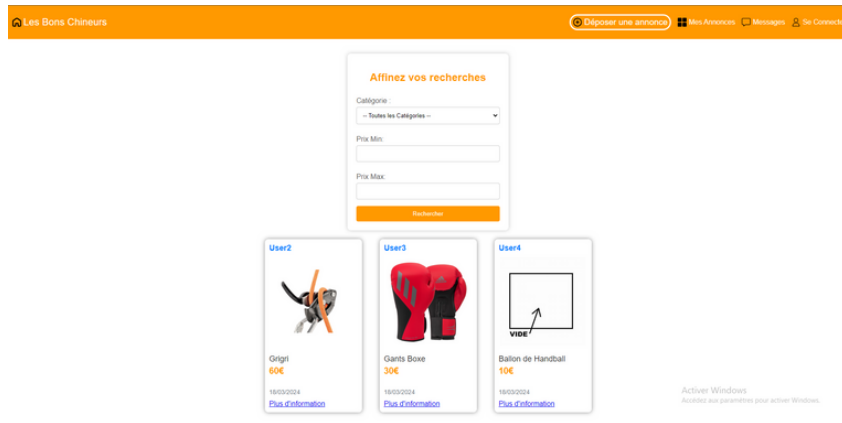 Les Bons Chineurs
Déposer une annonce
Mes Annonces
Messages
Se Connecte
Affinez vos recherches
Catégorie :
-- Toutes les Catégories --
Prix Min:
Prix Max:
Rechercher
User2
User3
User4
VIDE
Grigri
60€
18/03/2024
Plus d'information
Gants Boxe
30€
18/03/2024
Plus d'information
Ballon de Handball
10€
18/03/2024
Plus d'information
Activer Windows
Accédez aux paramètres pour activer Windows.